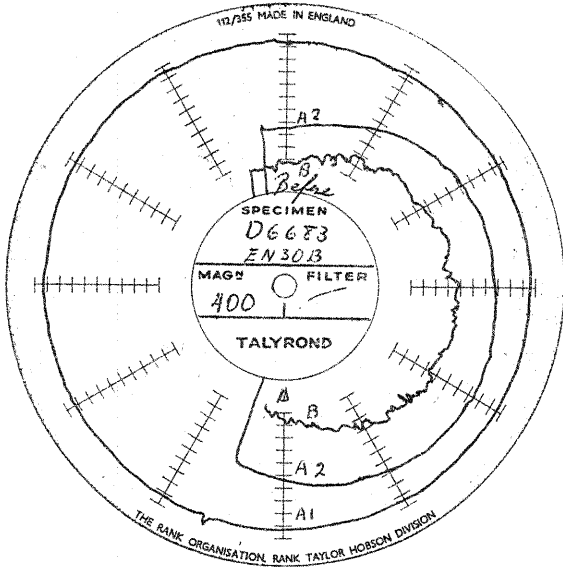 112/355 MADE IN ENGLAND
A2
B
Before
SPECIMEN
D6683
EN30B
MAGN FILTER
400
TALYROND
B
A2
A1
THE RANK ORGANISATION, RANK TAYLOR HOBSON DIVISION